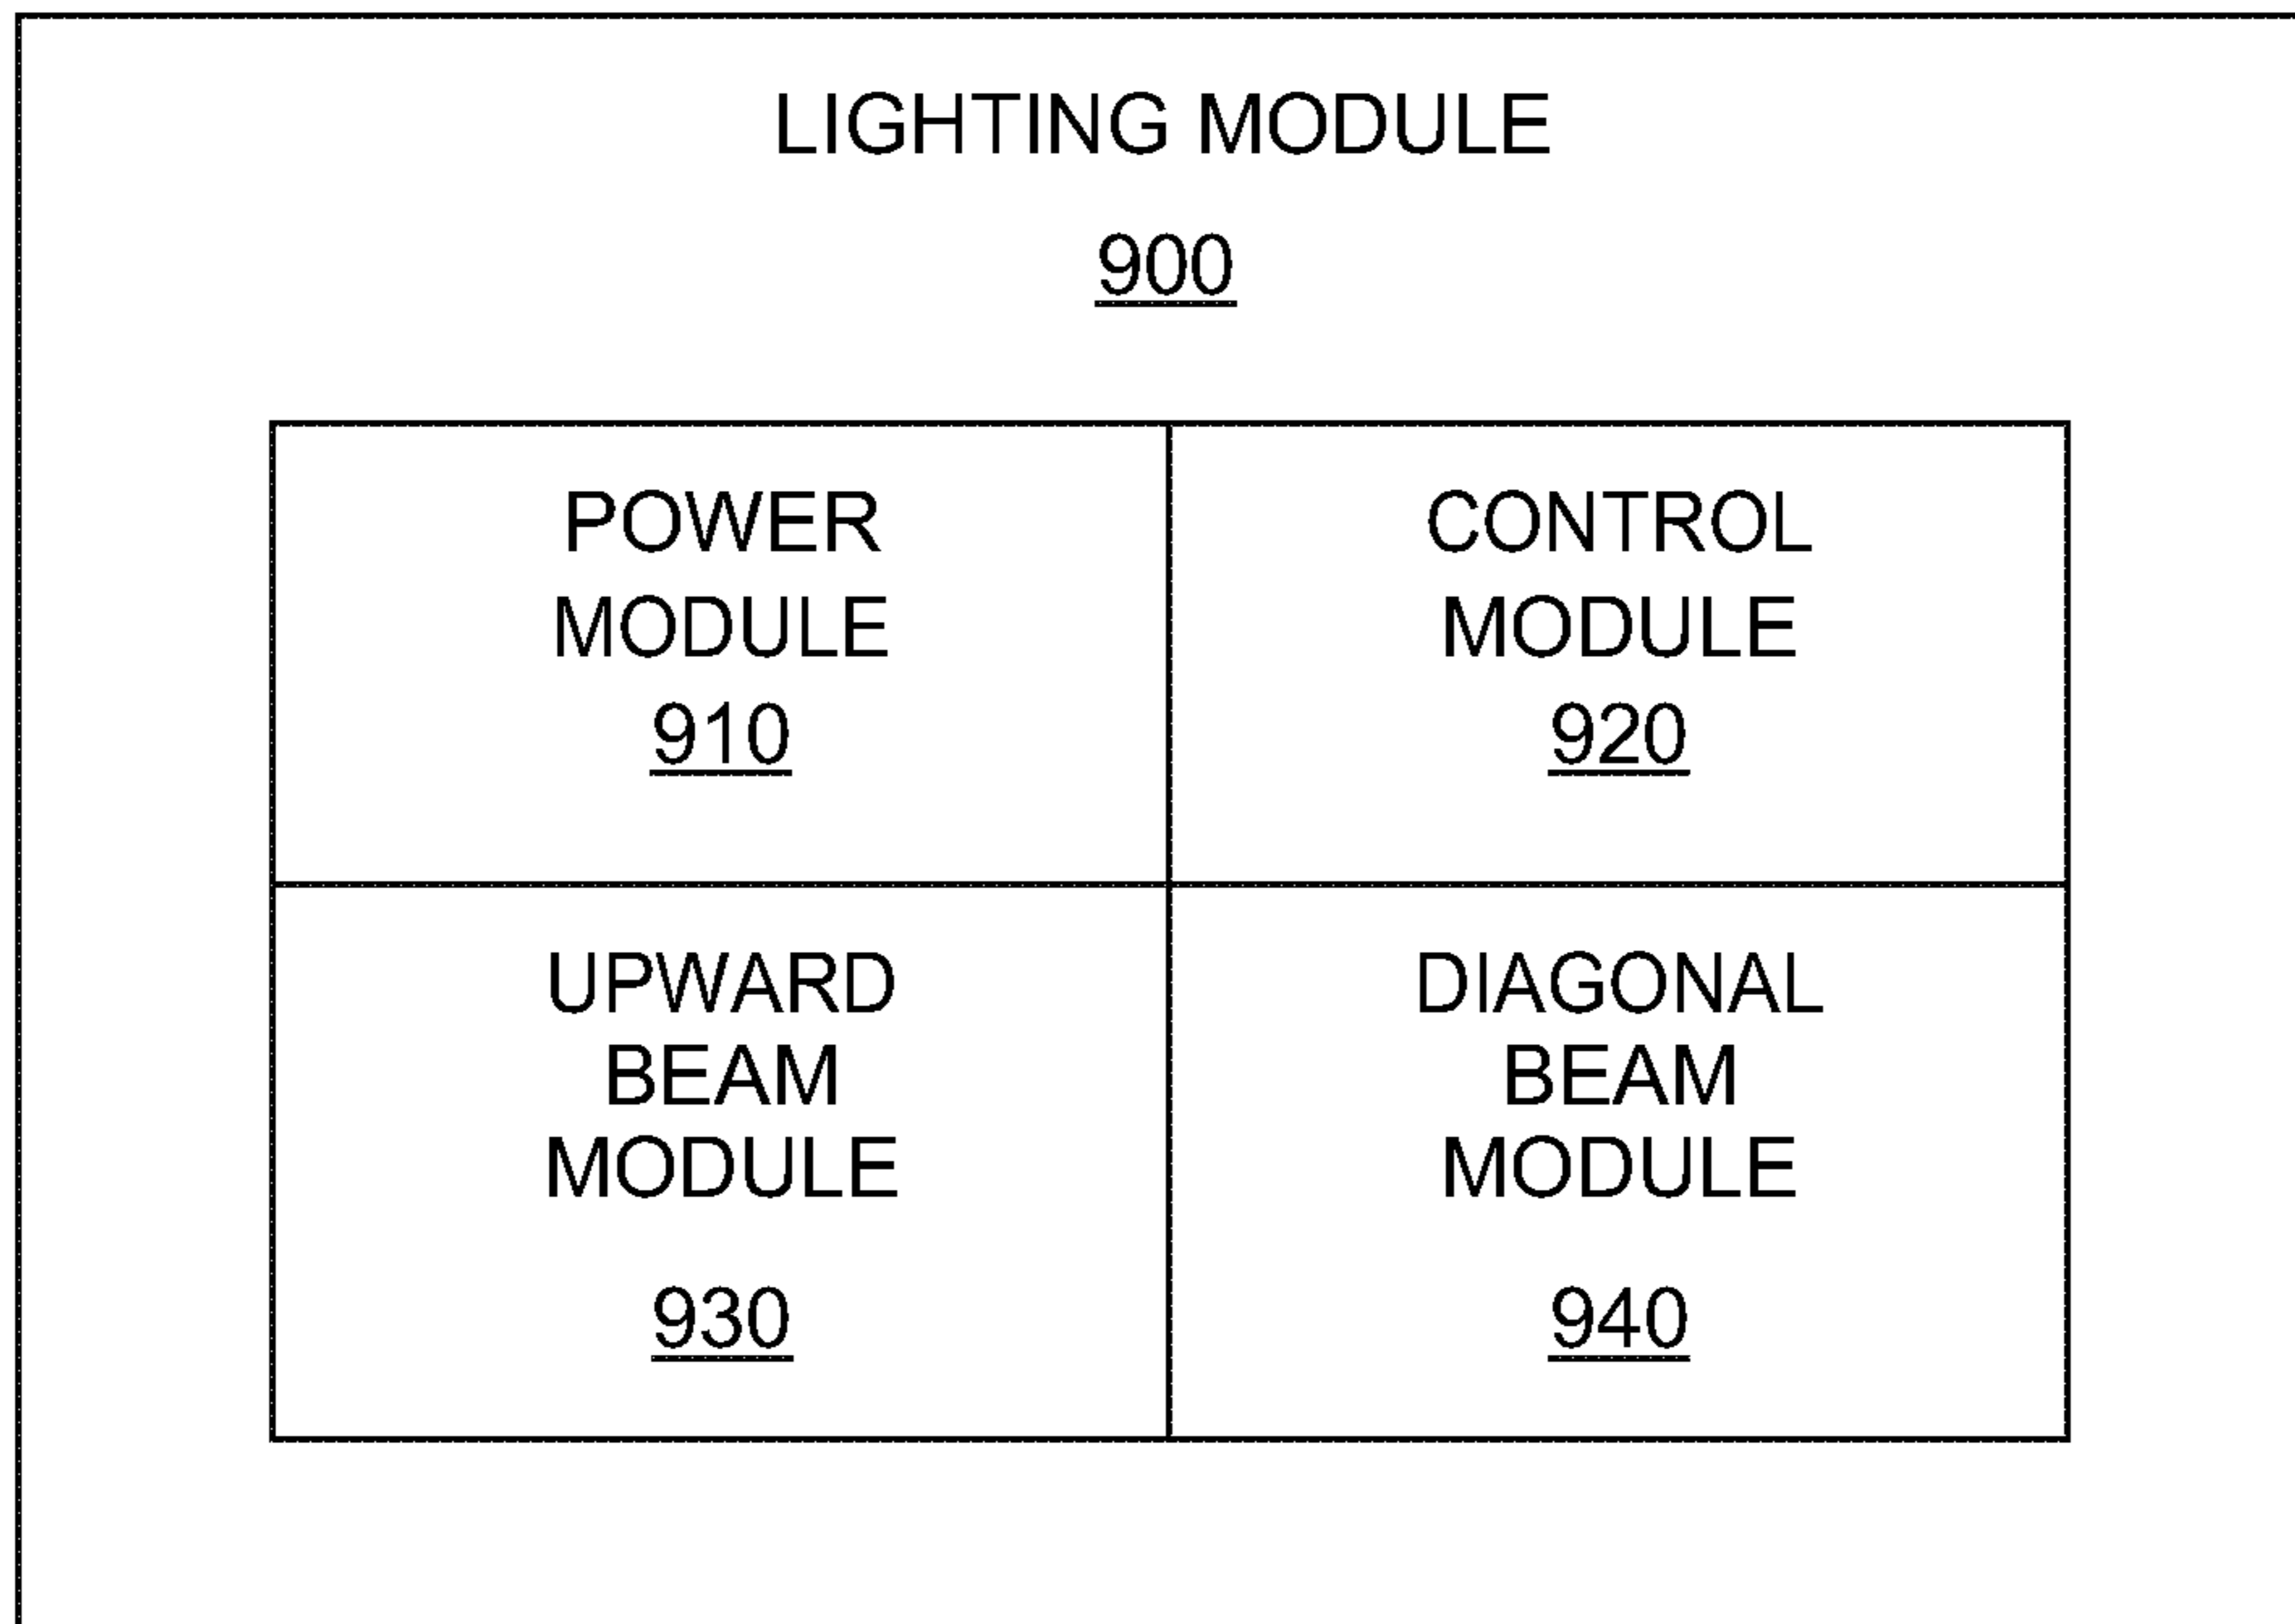 LIGHTING MODULE
900
POWER
MODULE
910
CONTROL
MODULE
920
UPWARD
BEAM
MODULE
930
DIAGONAL
BEAM
MODULE
940